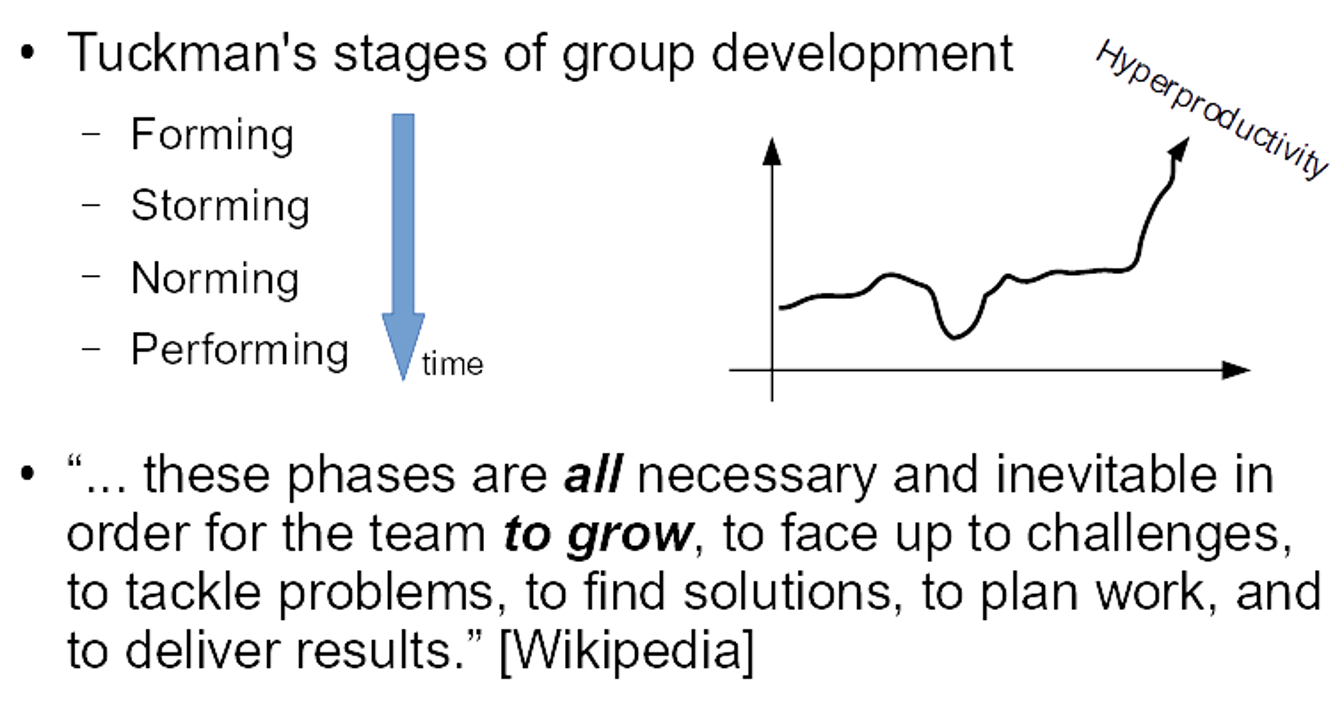 • Tuckman's stages of group development
– Forming
– Storming
– Norming
– Performing
time
Hyperproductivity
• “... these phases are all necessary and inevitable in
order for the team to grow, to face up to challenges,
to tackle problems, to find solutions, to plan work, and
to deliver results.” [Wikipedia]